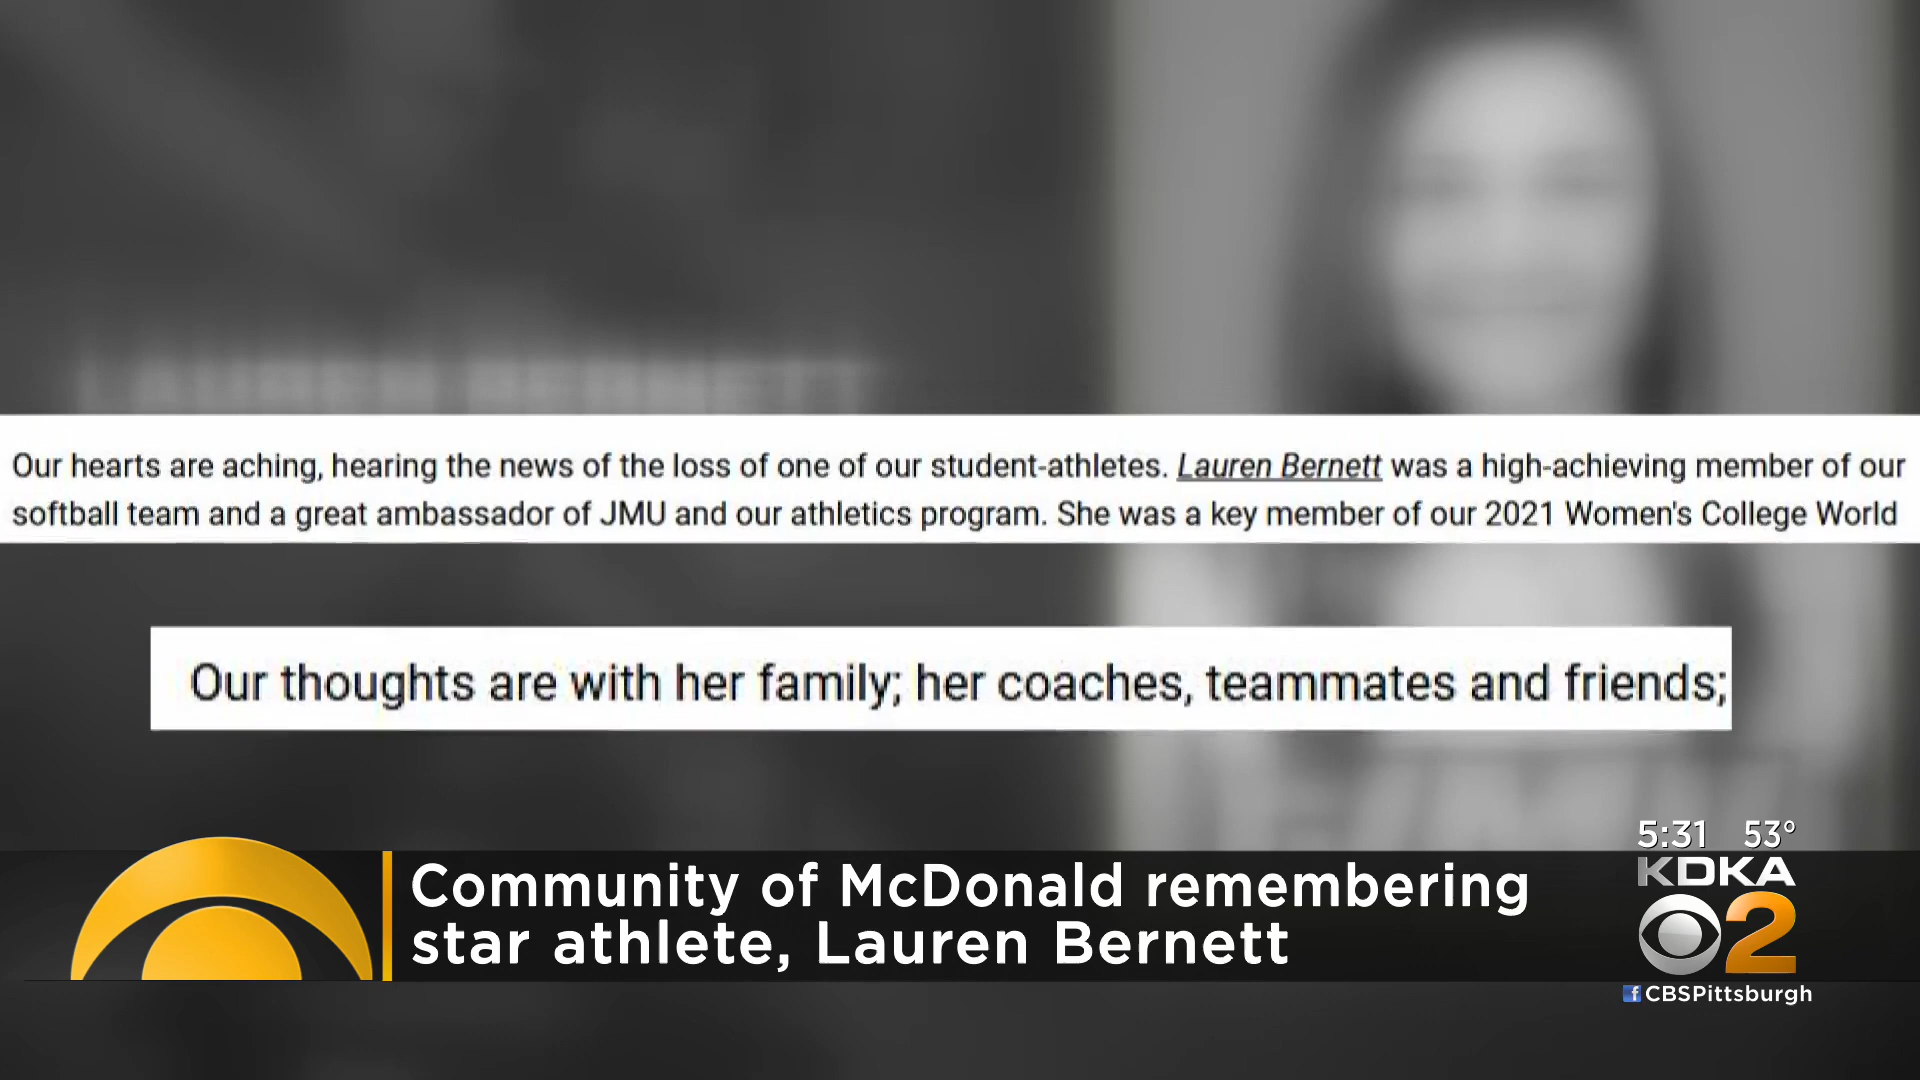 LAUREN BERNETT
Our hearts are aching, hearing the news of the loss of one of our student-athletes. Lauren Bernett was a high-achieving member of our
softball team and a great ambassador of JMU and our athletics program. She was a key member of our 2021 Women's College World
Our thoughts are with her family; her coaches, teammates and friends;
Community of McDonald remembering
star athlete, Lauren Bernett
5:31 53°
KDKA
2
f CBSPittsburgh